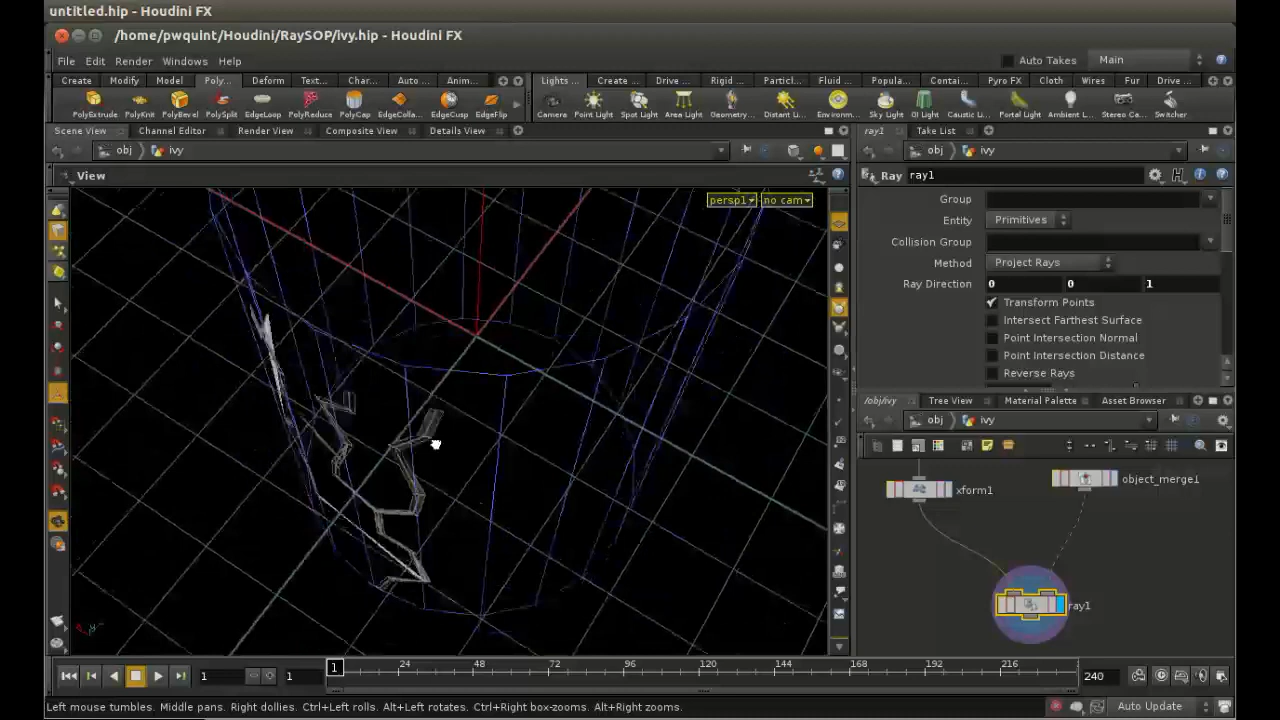 untitled.hip - Houdini FX
/home/pwquint/Houdini/RaySOP/ivy.hip - Houdini FX
File Edit Render Windows Help
Auto Takes Main
Create Modify Model Poly... Deform Text... Char... Auto ... Anim...
Lights ... Create ... Drive ... Rigid ... Particl... Fluid ... Popula... Contai... Pyro FX Cloth Wires Fur Drive ...
PolyExtrude PolyKnit PolyBevel PolySplit EdgeLoop PolyReduce PolyCap EdgeColla... EdgeCusp EdgeFlip
Camera Point Light Spot Light Area Light Geometry... Distant Li... Environm... Sky Light GI Light Caustic Li... Portal Light Ambient L... Stereo Ca... Switcher
Scene View Channel Editor Render View Composite View Details View
ray1 Take List
obj ivy
obj ivy
View
Ray ray1
persp1 no cam
Group
Entity Primitives
Collision Group
Method Project Rays
Ray Direction 0 0 1
Transform Points
Intersect Farthest Surface
Point Intersection Normal
Point Intersection Distance
Reverse Rays
/obj/ivy Tree View Material Palette Asset Browser
obj ivy
xform1
object_merge1
ray1
1 1 1 24 48 72 96 120 144 168 192 216 240
Left mouse tumbles. Middle pans. Right dollies. Ctrl+Left rolls. Alt+Left rotates. Ctrl+Right box-zooms. Alt+Right zooms.
Auto Update